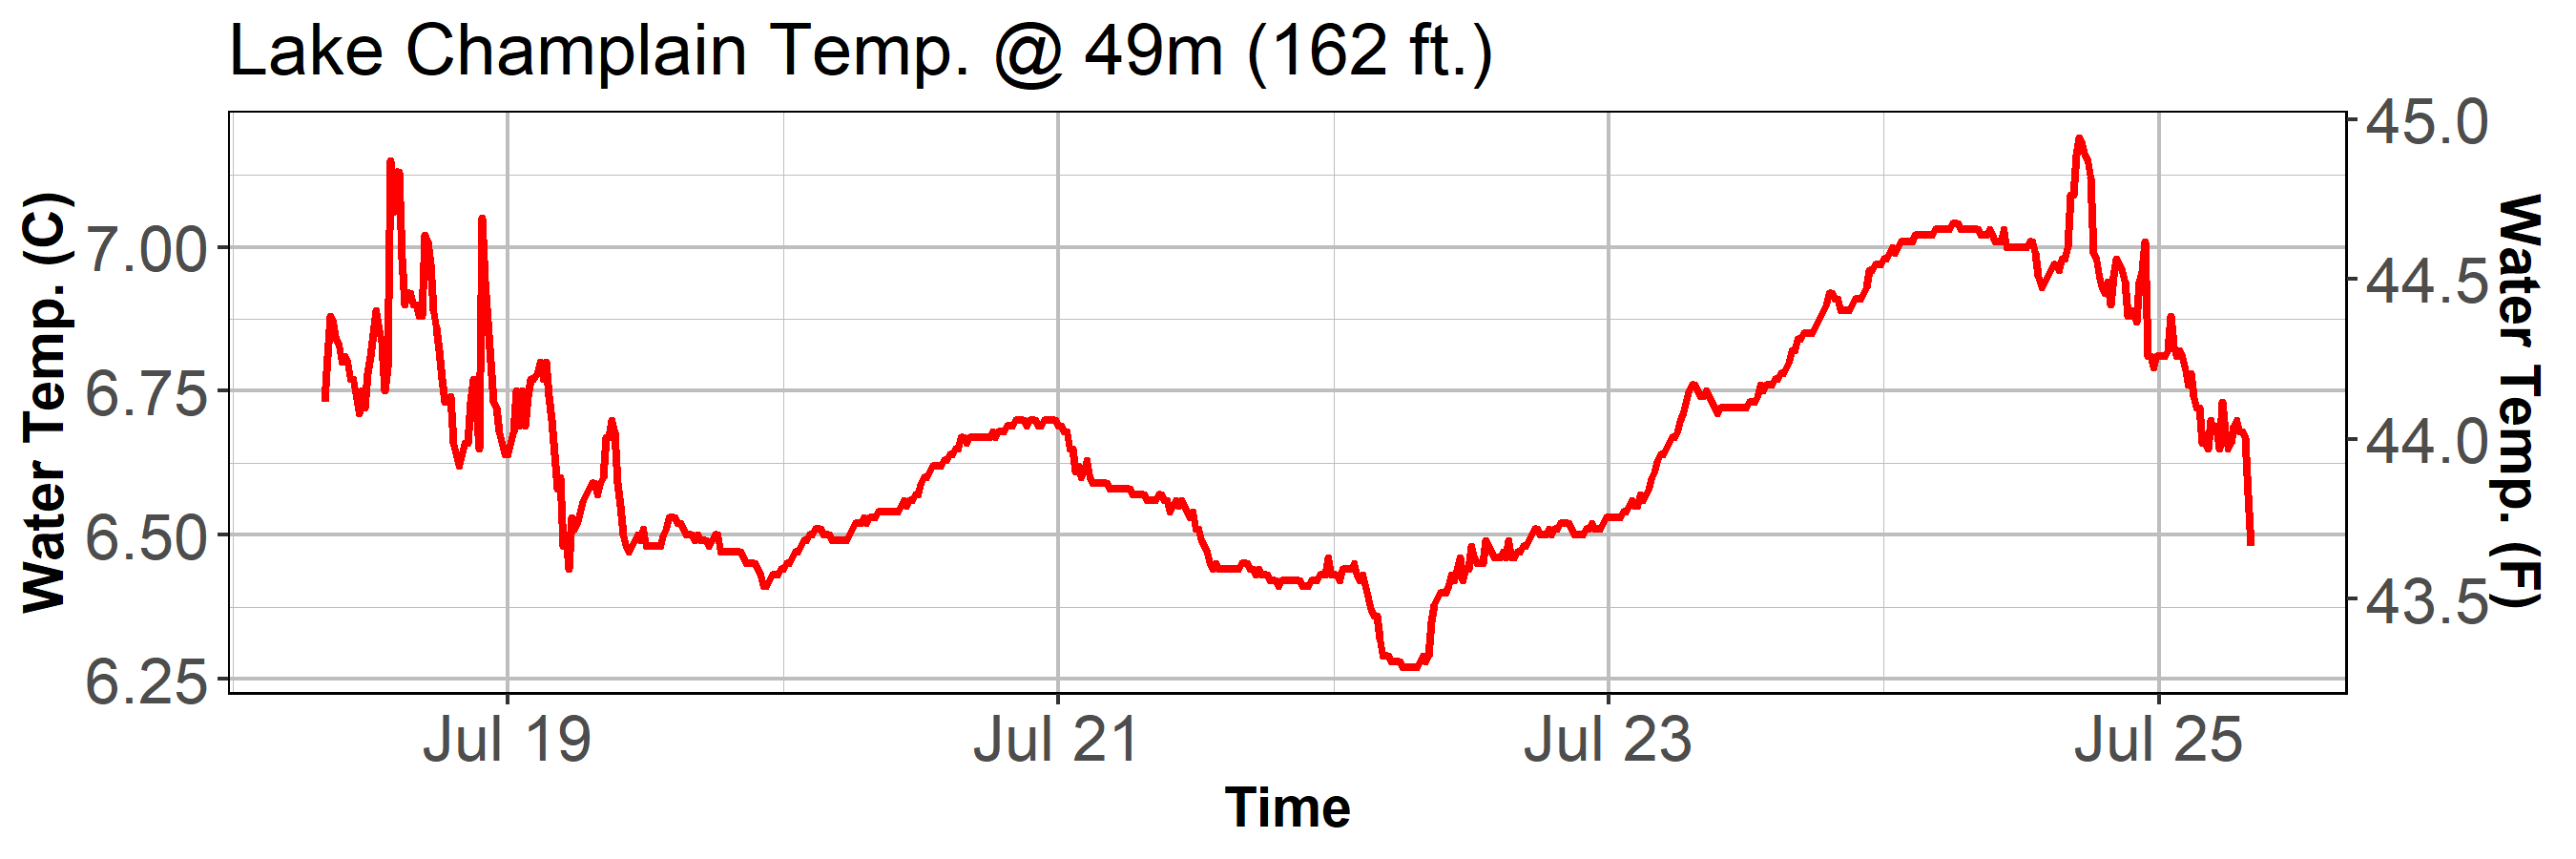 Lake Champlain Temp. @ 49m (162 ft.)
Water Temp. (C)
7.00
6.75
6.50
6.25
45.0
44.5
44.0
43.5
Water Temp. (F)
Jul 19
Jul 21
Jul 23
Jul 25
Time